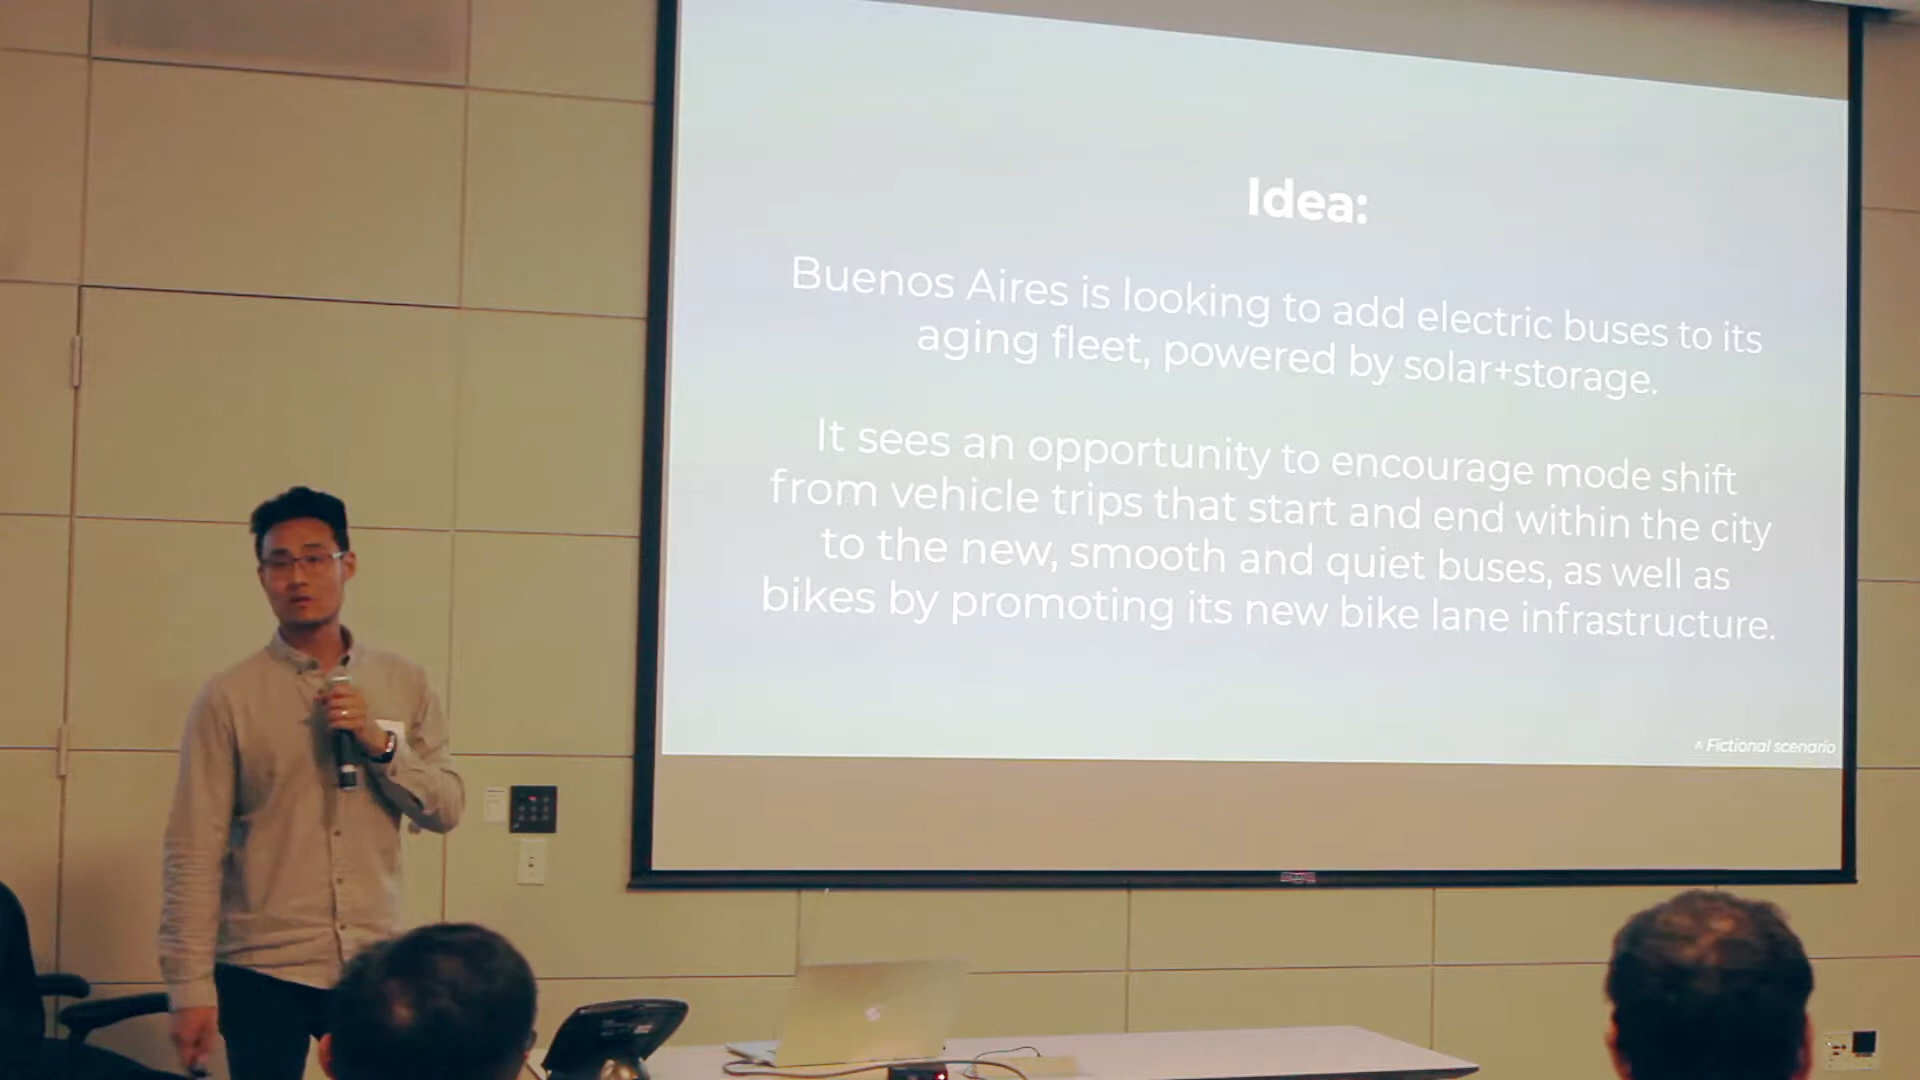 Idea:
Buenos Aires is looking to add electric buses to its
aging fleet, powered by solar+storage.
It sees an opportunity to encourage mode shift
from vehicle trips that start and end within the city
to the new, smooth and quiet buses, as well as
bikes by promoting its new bike lane infrastructure.
^ Fictional scenario